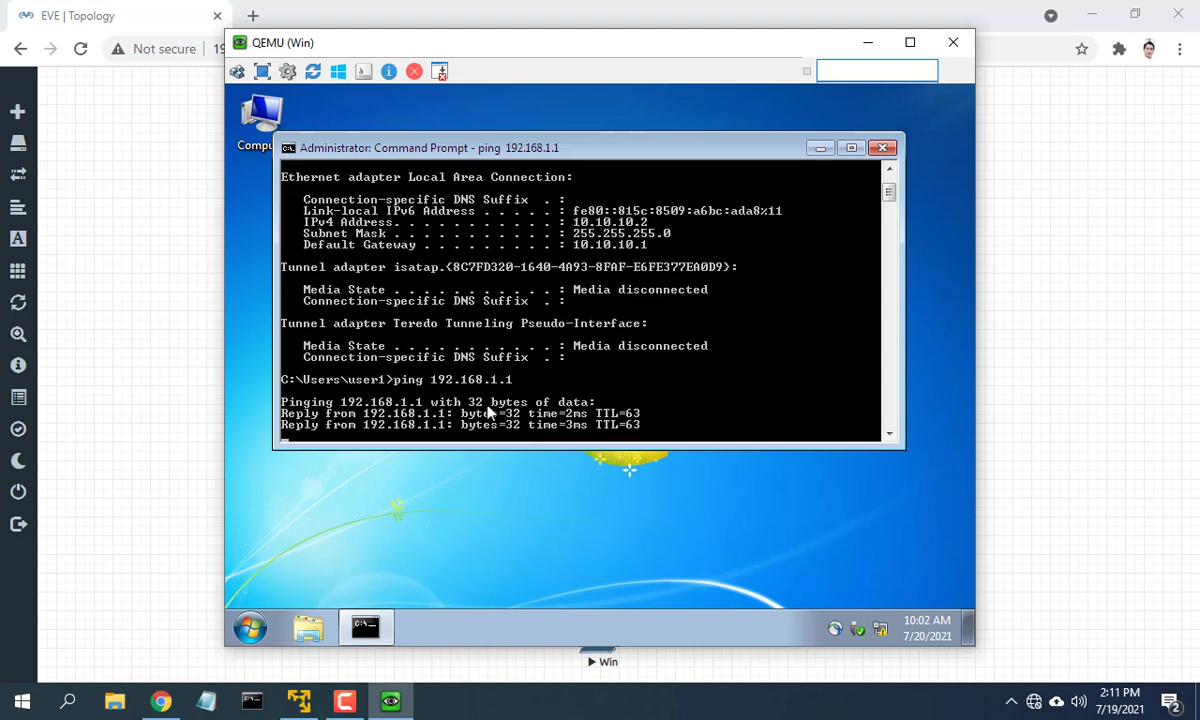 EVE | Topology
Not secure
19
QEMU (Win)
Compu
Administrator: Command Prompt - ping 192.168.1.1
Ethernet adapter Local Area Connection:
Connection-specific DNS Suffix . :
Link-local IPv6 Address . . . . . : fe80::815c:8509:a6bc:ada8%11
IPv4 Address. . . . . . . . . . . : 10.10.10.2
Subnet Mask . . . . . . . . . . . : 255.255.255.0
Default Gateway . . . . . . . . . : 10.10.10.1
Tunnel adapter isatap.{8C7FD320-1640-4A93-8FAF-E6FE377EA0D9}:
Media State . . . . . . . . . . . : Media disconnected
Connection-specific DNS Suffix . :
Tunnel adapter Teredo Tunneling Pseudo-Interface:
Media State . . . . . . . . . . . : Media disconnected
Connection-specific DNS Suffix . :
C:\Users\user1>ping 192.168.1.1
Pinging 192.168.1.1 with 32 bytes of data:
Reply from 192.168.1.1: bytes=32 time=2ms TTL=63
Reply from 192.168.1.1: bytes=32 time=3ms TTL=63
10:02 AM
7/20/2021
Win
2:11 PM
7/19/2021
2